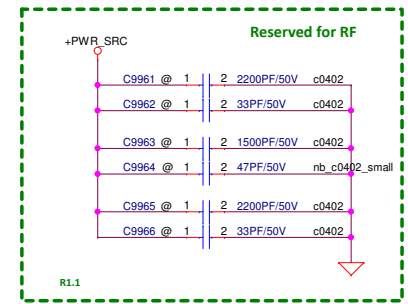 Reserved for RF
+PWR_SRC
C9961 @ 1 2 2200PF/50V c0402
C9962 @ 1 2 33PF/50V c0402
C9963 @ 1 2 1500PF/50V c0402
C9964 @ 1 2 47PF/50V nb_c0402_small
C9965 @ 1 2 2200PF/50V c0402
C9966 @ 1 2 33PF/50V c0402
R1.1